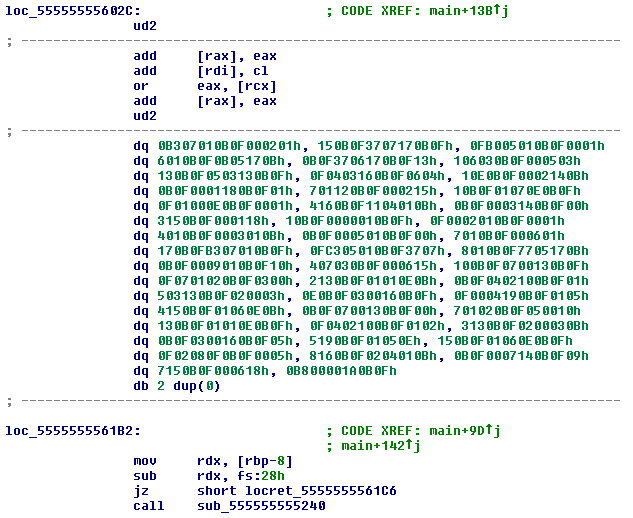 loc_55555555602C: ; CODE XREF: main+13B↑j
ud2
; ---------------------------------------------------------------------------
add [rax], eax
add [rdi], cl
or eax, [rcx]
add [rax], eax
ud2
; ---------------------------------------------------------------------------
dq 0B307010B0F000201h, 150B0F3707170B0Fh, 0FB005010B0F0001h
dq 6010B0F0B05170Bh, 0B0F3706170B0F13h, 106030B0F000503h
dq 130B0F0503130B0Fh, 0F0403160B0F0604h, 10E0B0F0002140Bh
dq 0B0F0001180B0F01h, 701120B0F000215h, 10B0F01070E0B0Fh
dq 0F01000E0B0F0001h, 4160B0F1104010Bh, 0B0F0003140B0F00h
dq 3150B0F000118h, 10B0F0000010B0Fh, 0F0002010B0F0001h
dq 4010B0F0003010Bh, 0B0F0005010B0F00h, 7010B0F000601h
dq 170B0FB307010B0Fh, 0FC305010B0F3707h, 8010B0F7705170Bh
dq 0B0F0009010B0F10h, 407030B0F000615h, 100B0F0700130B0Fh
dq 0F0701020B0F0300h, 2130B0F01010E0Bh, 0B0F0402100B0F01h
dq 503130B0F020003h, 0E0B0F0300160B0Fh, 0F0004190B0F0105h
dq 4150B0F01060E0Bh, 0B0F0700130B0F00h, 701020B0F050010h
dq 130B0F01010E0B0Fh, 0F0402100B0F0102h, 3130B0F0200030Bh
dq 0B0F0300160B0F05h, 5190B0F01050Eh, 150B0F01060E0B0Fh
dq 0F02080F0B0F0005h, 8160B0F0204010Bh, 0B0F0007140B0F09h
dq 7150B0F000618h, 0B800001A0B0Fh
db 2 dup(0)
; ---------------------------------------------------------------------------
loc_5555555561B2: ; CODE XREF: main+9D↑j
; main+142↑j
mov rdx, [rbp-8]
sub rdx, fs:28h
jz short locret_5555555561C6
call sub_555555555240